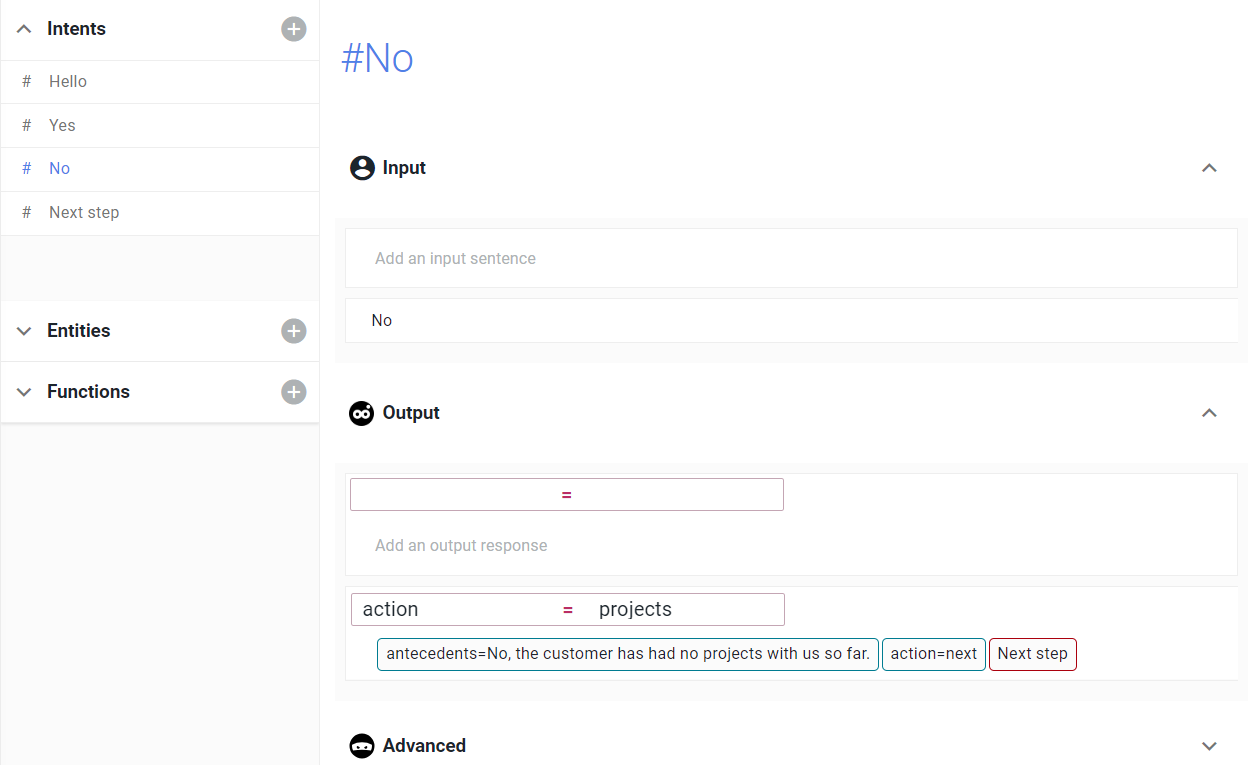 Intents
# Hello
# Yes
# No
# Next step
Entities
Functions
#No
Input
Add an input sentence
No
Output
=
Add an output response
action = projects
antecedents=No, the customer has had no projects with us so far. action=next Next step
Advanced